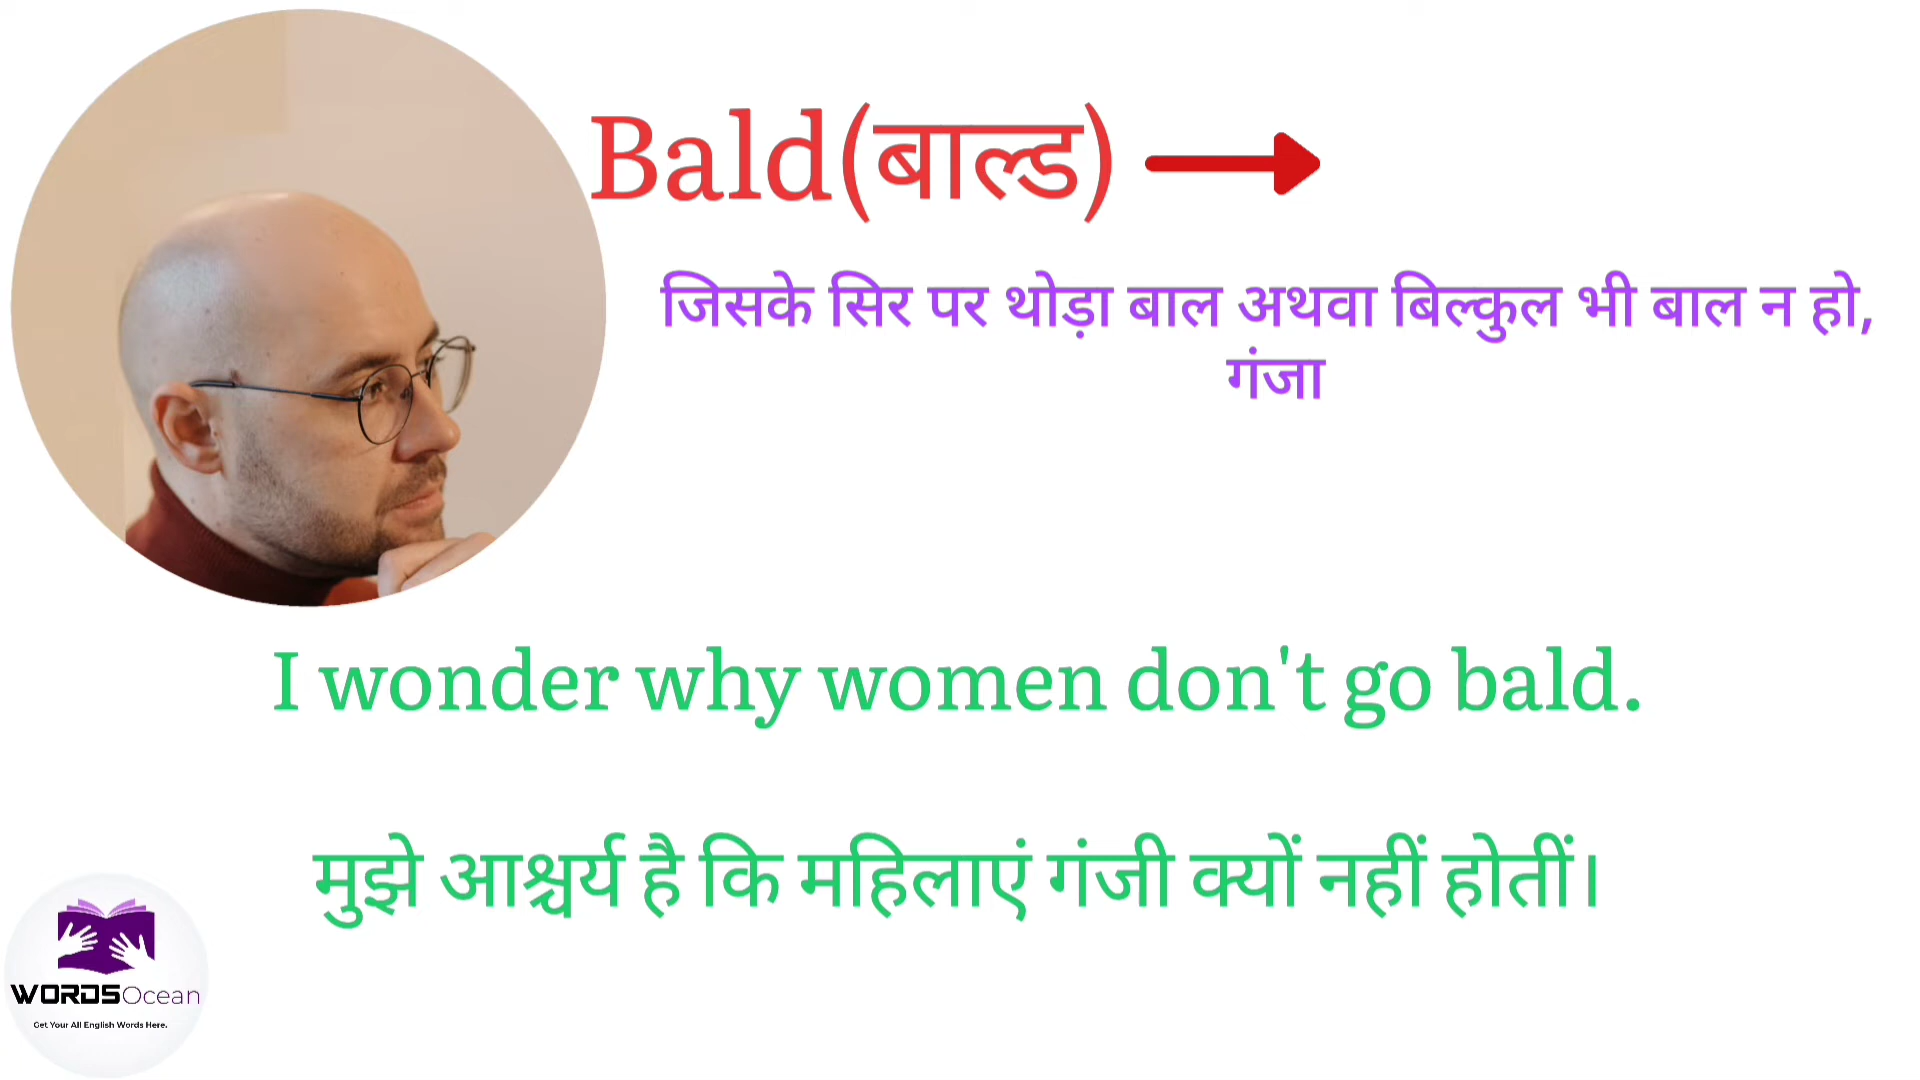 Bald(बाल्ड)
जिसके सिर पर थोड़ा बाल अथवा बिल्कुल भी बाल न हो,
गंजा
I wonder why women don't go bald.
मुझे आश्चर्य है कि महिलाएं गंजी क्यों नहीं होतीं।
WORDSOcean
Get Your All English Words Here.